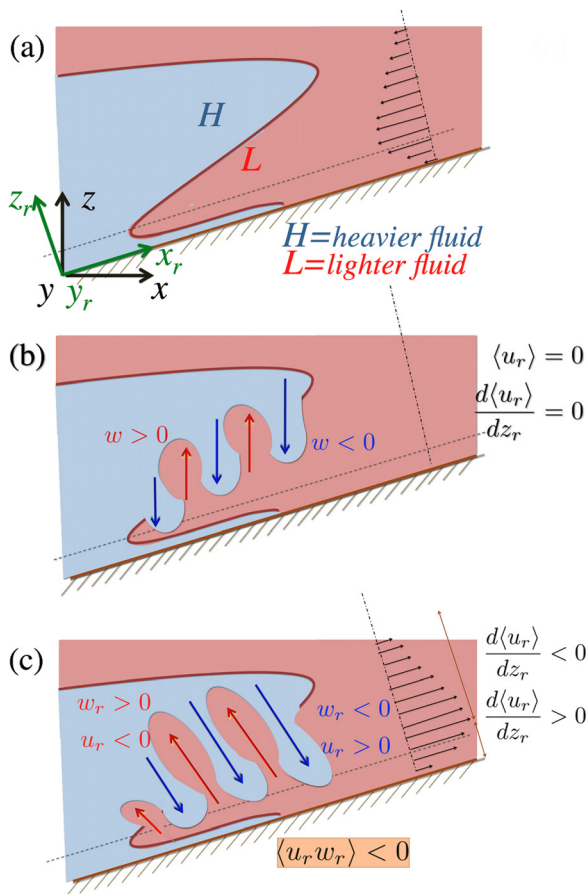 (a)
H
L
z_r
z
x_r
y
y_r
x
H=heavier fluid
L=lighter fluid
(b)
⟨u_r⟩ = 0
d⟨u_r⟩/dz_r = 0
w > 0
w < 0
(c)
w_r > 0
u_r < 0
w_r < 0
u_r > 0
d⟨u_r⟩/dz_r < 0
d⟨u_r⟩/dz_r > 0
⟨u_r w_r⟩ < 0